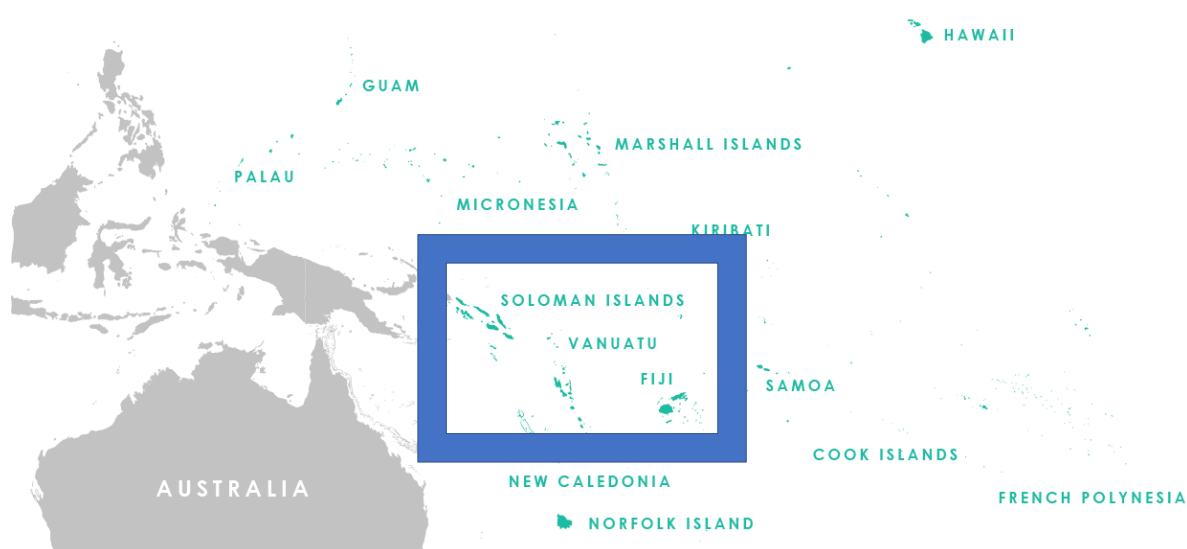 HAWAII
GUAM
MARSHALL ISLANDS
PALAU
MICRONESIA
KIRIBATI
SOLOMAN ISLANDS
VANUATU
FIJI
SAMOA
COOK ISLANDS
NEW CALEDONIA
AUSTRALIA
FRENCH POLYNESIA
NORFOLK ISLAND